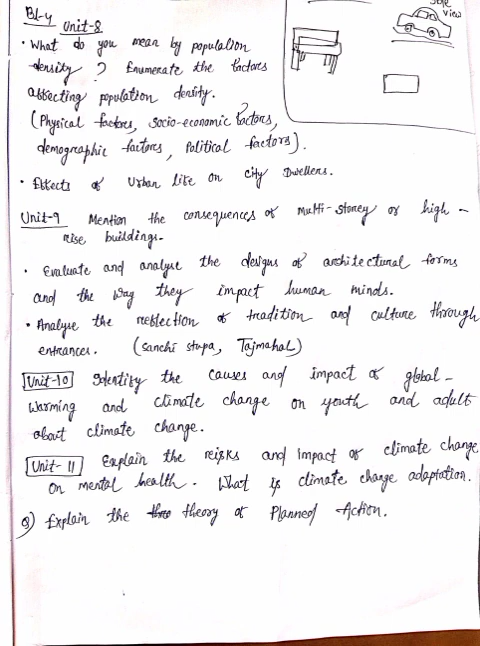 Bl-4 Unit-8
• What do you mean by population
density? Enumerate the factors
affecting population density.
(Physical factors, Socio-economic factors,
demographic factors, Political factors).
• Effects of Urban life on city Dwellers.
Unit-9 Mention the consequences of Multi-Storey or high -
rise buildings.
• Evaluate and analyse the designs of architectural forms
and the way they impact human minds.
• Analyse the reflection of tradition and culture through
entrances. (Sanchi stupa, Tajmahal)
Unit-10 Identify the causes and impact of global-
warming and climate change on youth and adult
about climate change.
Unit-11 Explain the reisks and impact of climate change
on mental health. What is climate change adaptation.
Q) Explain the theory of Planned Action.
Side
view